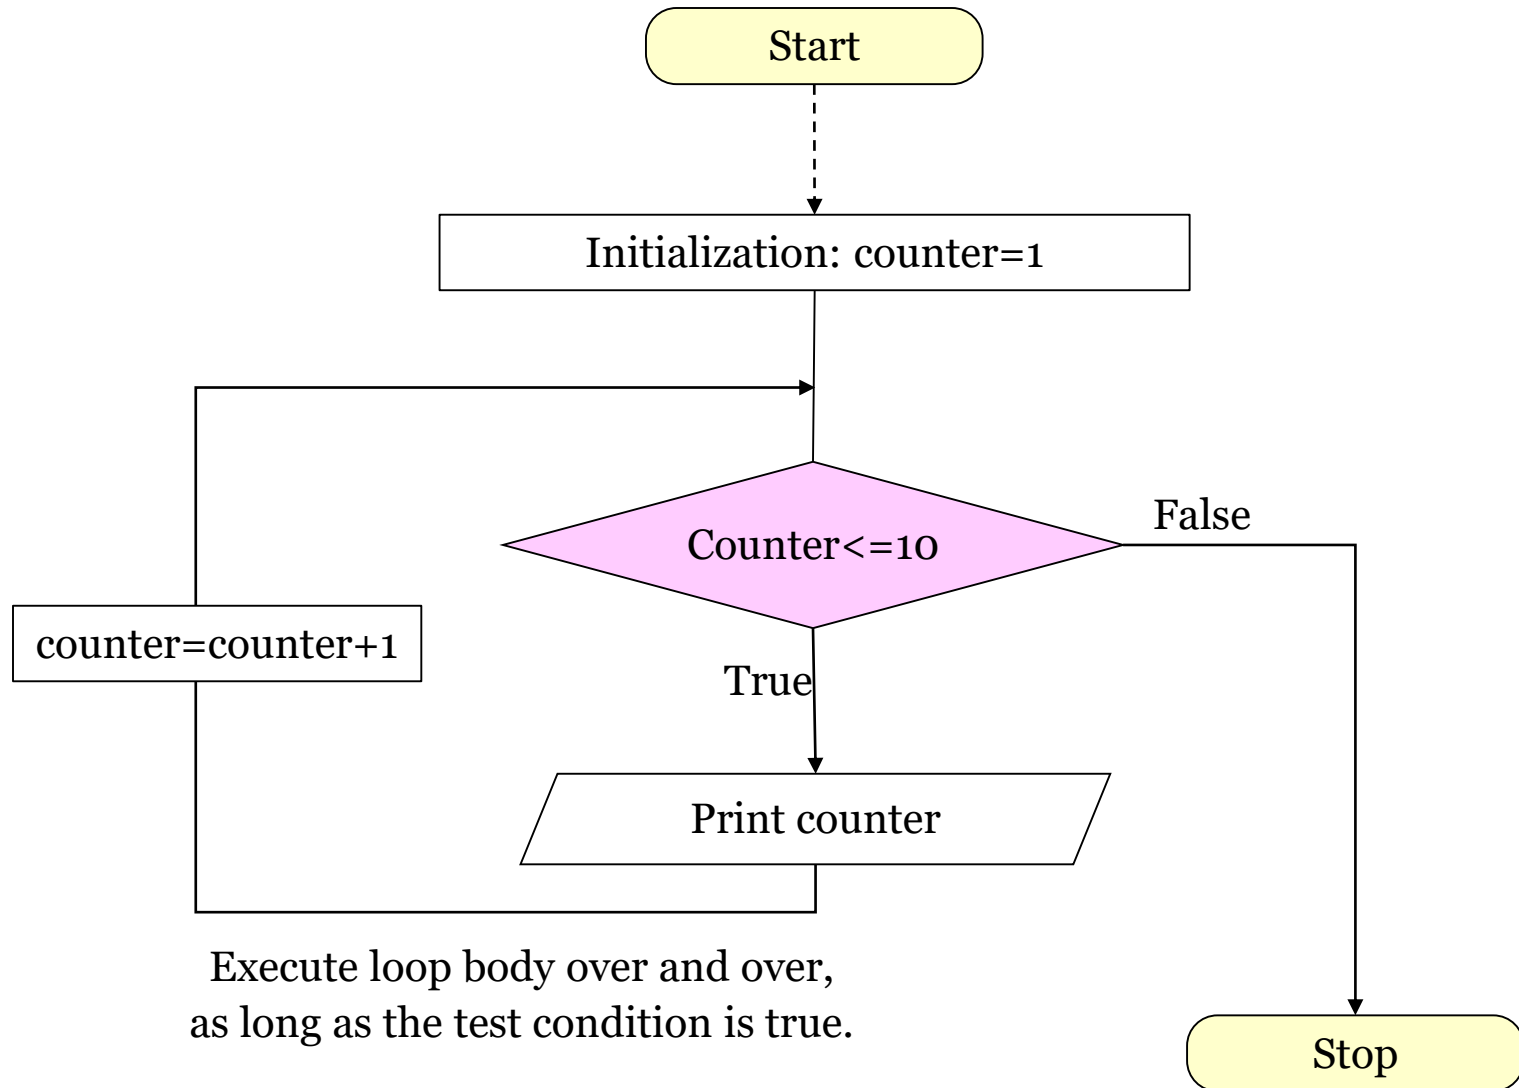 Start
Initialization: counter=1
Counter<=10
False
counter=counter+1
True
Print counter
Execute loop body over and over,
as long as the test condition is true.
Stop